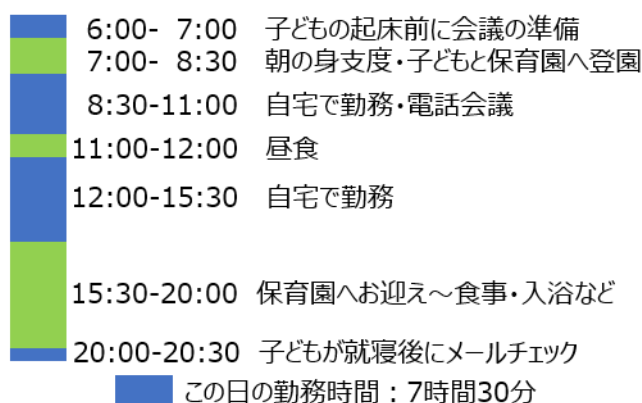 6:00- 7:00 子どもの起床前に会議の準備
7:00- 8:30 朝の身支度・子どもと保育園へ登園
8:30-11:00 自宅で勤務・電話会議
11:00-12:00 昼食
12:00-15:30 自宅で勤務
15:30-20:00 保育園へお迎え～食事・入浴など
20:00-20:30 子どもが就寝後にメールチェック
この日の勤務時間：7時間30分